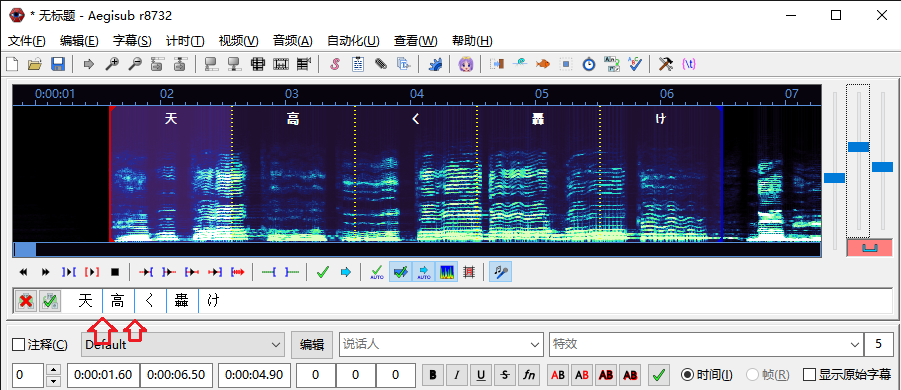 * 无标题 - Aegisub r8732
文件(F) 编辑(E) 字幕(S) 计时(T) 视频(V) 音频(A) 自动化(U) 查看(W) 帮助(H)
0:00:01 02 03 04 05 06 07
天 高 く 轟 け
AUTO AUTO
天 高 く 轟 け
注释(C) Default 编辑 说话人 特效 5
0 0:00:01.60 0:00:06.50 0:00:04.90 0 0 0 B I U S fn AB AB AB AB 时间(I) 帧(R) 显示原始字幕